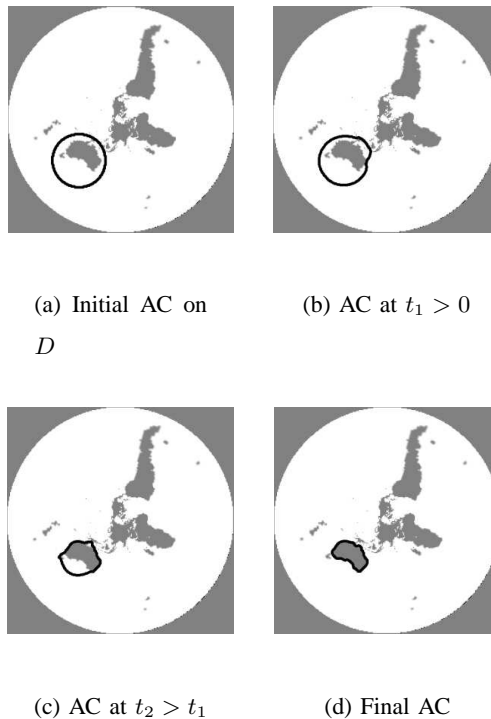 (a) Initial AC on
D
(b) AC at t₁ > 0
(c) AC at t₂ > t₁
(d) Final AC